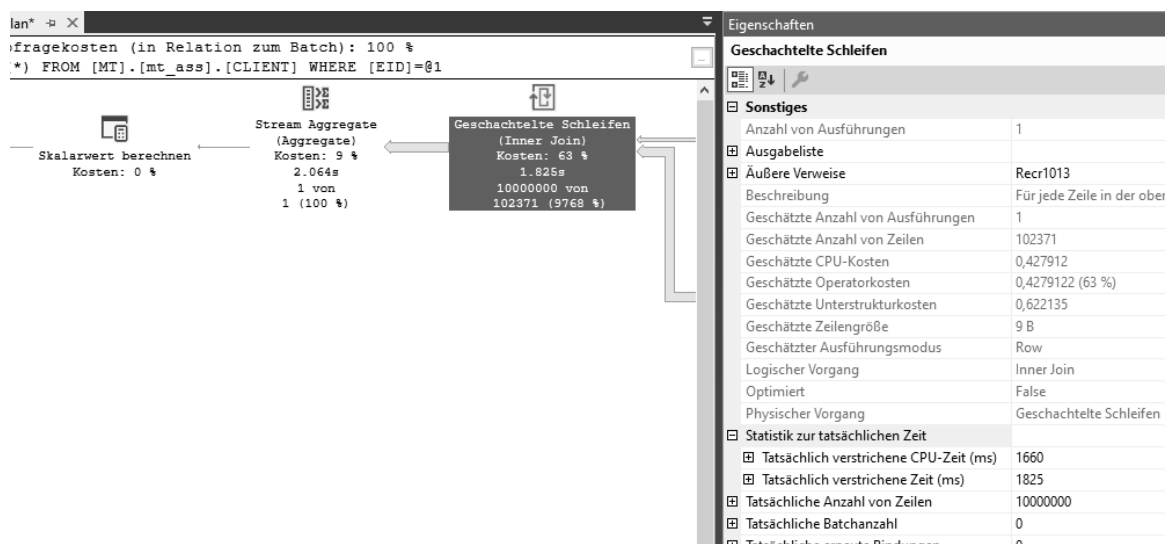 lan*
Abfragekosten (in Relation zum Batch): 100 %
(*) FROM [MT].[mt_ass].[CLIENT] WHERE [EID]=@1
Skalarwert berechnen
Kosten: 0 %
Stream Aggregate
(Aggregate)
Kosten: 9 %
2.064s
1 von
1 (100 %)
Geschachtelte Schleifen
(Inner Join)
Kosten: 63 %
1.825s
10000000 von
102371 (9768 %)
Eigenschaften
Geschachtelte Schleifen
Sonstiges
Anzahl von Ausführungen 1
Ausgabeliste
Äußere Verweise Recr1013
Beschreibung Für jede Zeile in der ober
Geschätzte Anzahl von Ausführungen 1
Geschätzte Anzahl von Zeilen 102371
Geschätzte CPU-Kosten 0,427912
Geschätzte Operatorkosten 0,4279122 (63 %)
Geschätzte Unterstrukturkosten 0,622135
Geschätzte Zeilengröße 9 B
Geschätzter Ausführungsmodus Row
Logischer Vorgang Inner Join
Optimiert False
Physischer Vorgang Geschachtelte Schleifen
Statistik zur tatsächlichen Zeit
Tatsächlich verstrichene CPU-Zeit (ms) 1660
Tatsächlich verstrichene Zeit (ms) 1825
Tatsächliche Anzahl von Zeilen 10000000
Tatsächliche Batchanzahl 0
Tatsächliche erneute Bindungen 0